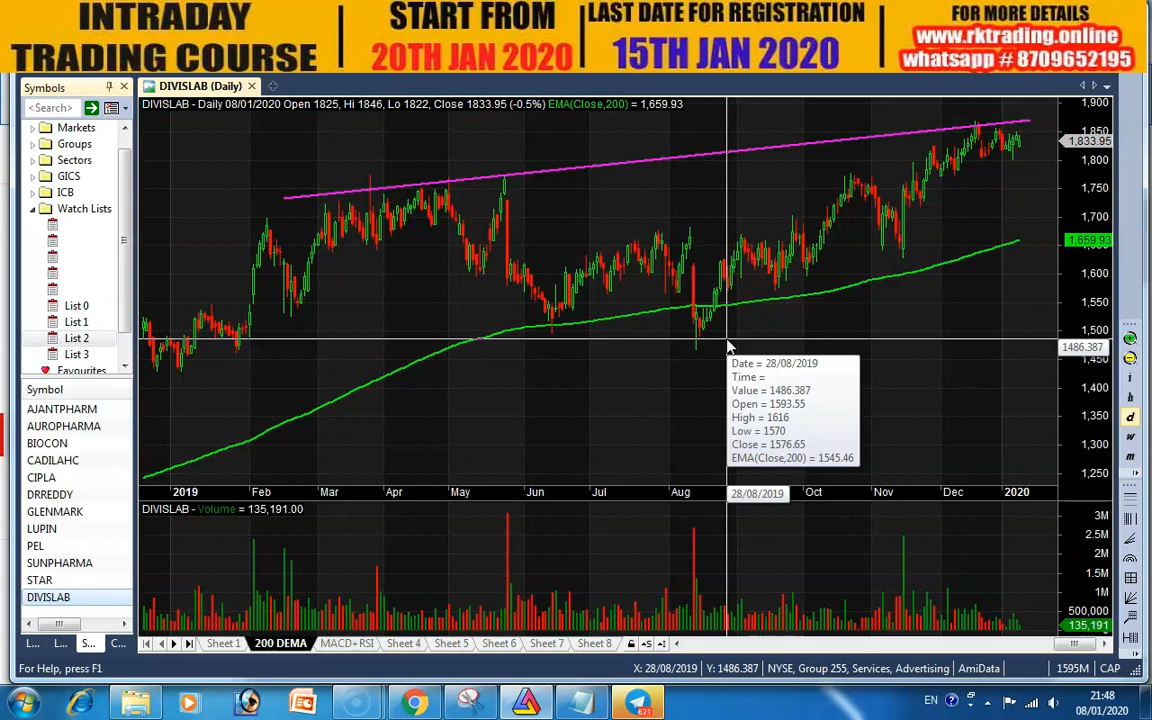 INTRADAY
TRADING COURSE
START FROM
20TH JAN 2020
LAST DATE FOR REGISTRATION
15TH JAN 2020
FOR MORE DETAILS
www.rktrading.online
whatsapp # 8709652195
Symbols
DIVISLAB (Daily)
[<Search>
DIVISLAB - Daily 08/01/2020 Open 1825, Hi 1846, Lo 1822, Close 1833.95 (-0.5%) EMA(Close,200) = 1,659.93
Markets
Groups
Sectors
GICS
ICB
Watch Lists
List 0
List 1
List 2
List 3
Favourites
Symbol
AJANTPHARM
AUROPHARMA
BIOCON
CADILAHC
CIPLA
DRREDDY
GLENMARK
LUPIN
PEL
SUNPHARMA
STAR
DIVISLAB
1,900
1,850
1,833.95
1,800
1,750
1,700
1,659.93
1,600
1,550
1,500
1486.387
1,450
1,400
1,350
1,300
1,250
Date = 28/08/2019
Time =
Value = 1486.387
Open = 1593.55
High = 1616
Low = 1570
Close = 1576.65
EMA(Close,200) = 1545.46
2019 Feb Mar Apr May Jun Jul Aug 28/08/2019 Oct Nov Dec 2020
DIVISLAB - Volume = 135,191.00
3M
2.5M
2M
1.5M
1M
500,000
135,191
i
h
d
w
m
L... L... S... C...
Sheet 1 200 DEMA MACD+RSI Sheet 4 Sheet 5 Sheet 6 Sheet 7 Sheet 8
For Help, press F1
X: 28/08/2019 Y: 1486.387 NYSE, Group 255, Services, Advertising AmiData 1595M CAP
621
EN
21:48
08/01/2020